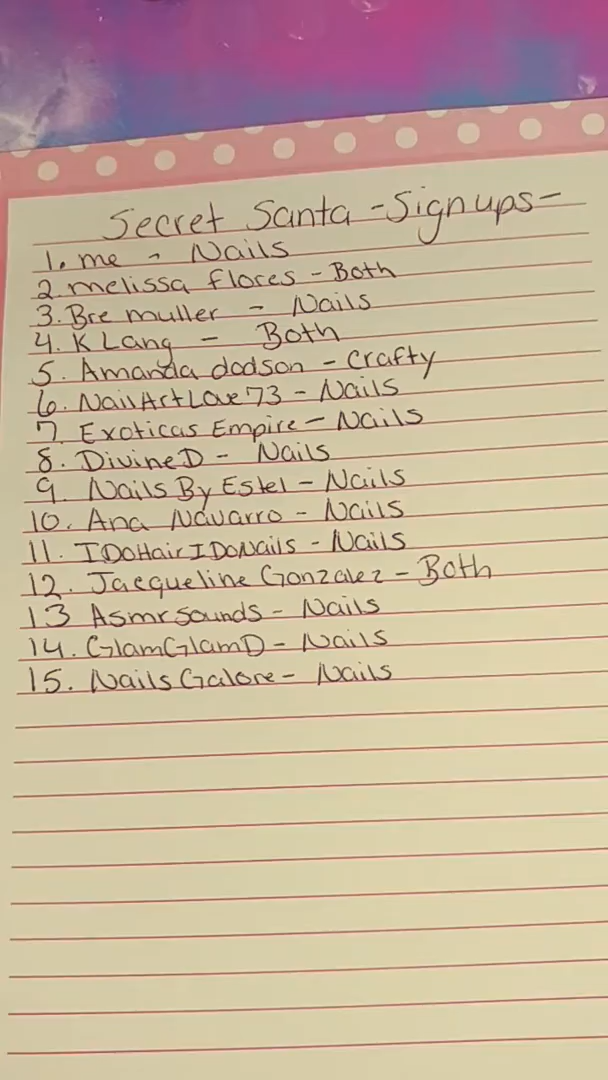 Secret Santa - Sign ups -
1. me - Nails
2. melissa flores - Both
3. Bre muller - Nails
4. K Lang - Both
5. Amanda dodson - crafty
6. NailArtLove73 - Nails
7. Exoticas Empire - Nails
8. DivineD - Nails
9. Nails By Estel - Nails
10. Ana Navarro - Nails
11. IDoHairIDoNails - Nails
12. Jacqueline Gonzalez - Both
13 Asmrsounds - Nails
14. GlamGlamD - Nails
15. Nails Galore - Nails